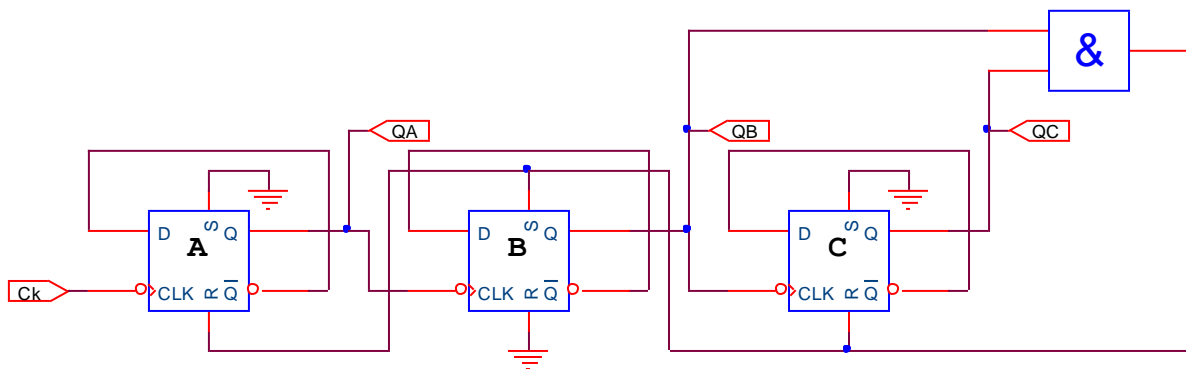 &
QA
QB
QC
D S Q
A
CLK R Q̅
D S Q
B
CLK R Q̅
D S Q
C
CLK R Q̅
Ck